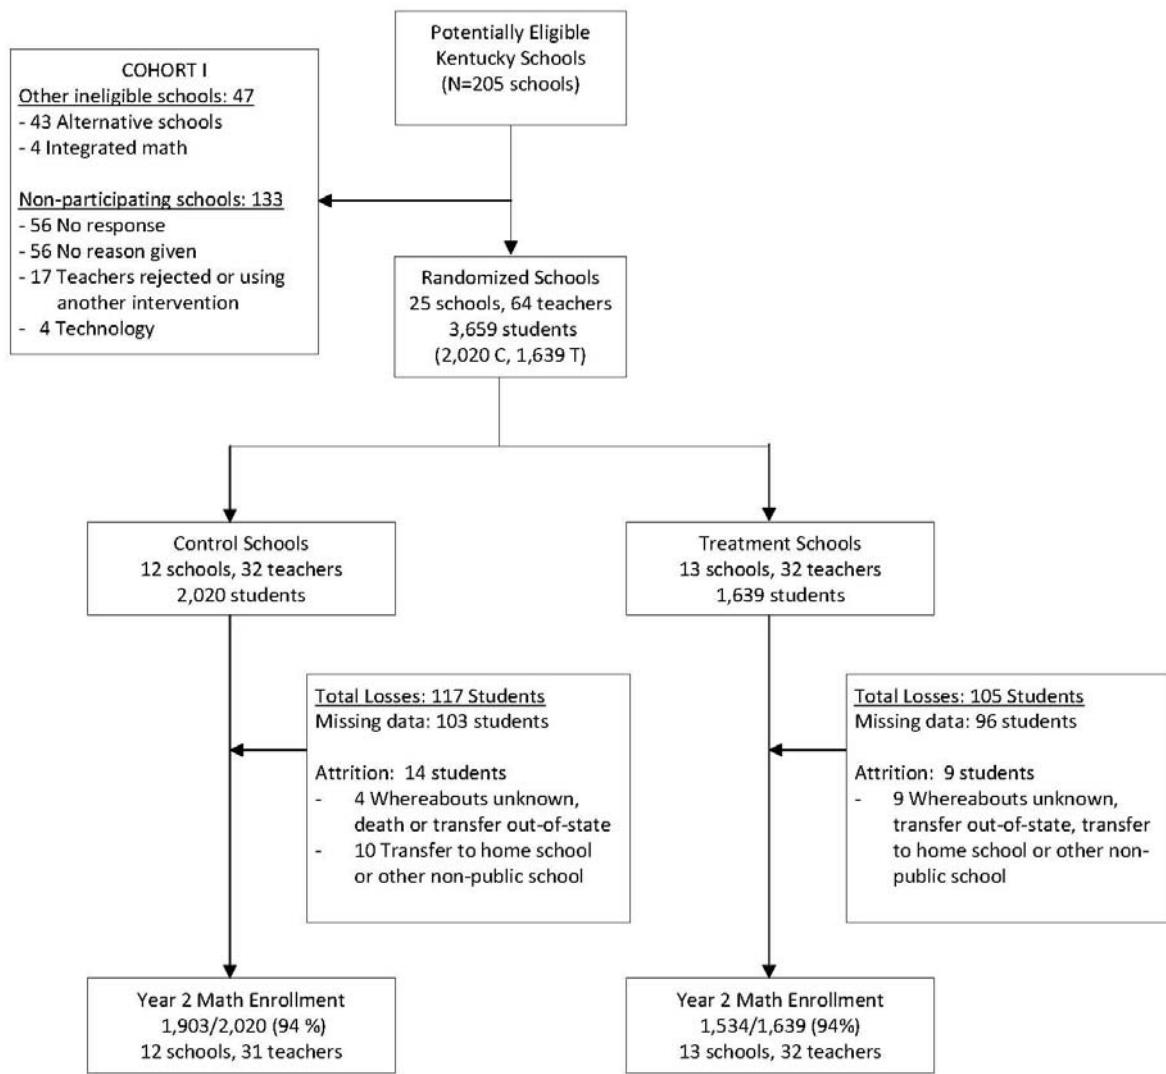 Potentially Eligible
Kentucky Schools
(N=205 schools)
COHORT I
Other ineligible schools: 47
- 43 Alternative schools
- 4 Integrated math
Non-participating schools: 133
- 56 No response
- 56 No reason given
- 17 Teachers rejected or using
another intervention
- 4 Technology
Randomized Schools
25 schools, 64 teachers
3,659 students
(2,020 C, 1,639 T)
Control Schools
12 schools, 32 teachers
2,020 students
Treatment Schools
13 schools, 32 teachers
1,639 students
Total Losses: 117 Students
Missing data: 103 students
Attrition: 14 students
- 4 Whereabouts unknown,
death or transfer out-of-state
- 10 Transfer to home school
or other non-public school
Total Losses: 105 Students
Missing data: 96 students
Attrition: 9 students
- 9 Whereabouts unknown,
transfer out-of-state, transfer
to home school or other non-
public school
Year 2 Math Enrollment
1,903/2,020 (94 %)
12 schools, 31 teachers
Year 2 Math Enrollment
1,534/1,639 (94%)
13 schools, 32 teachers